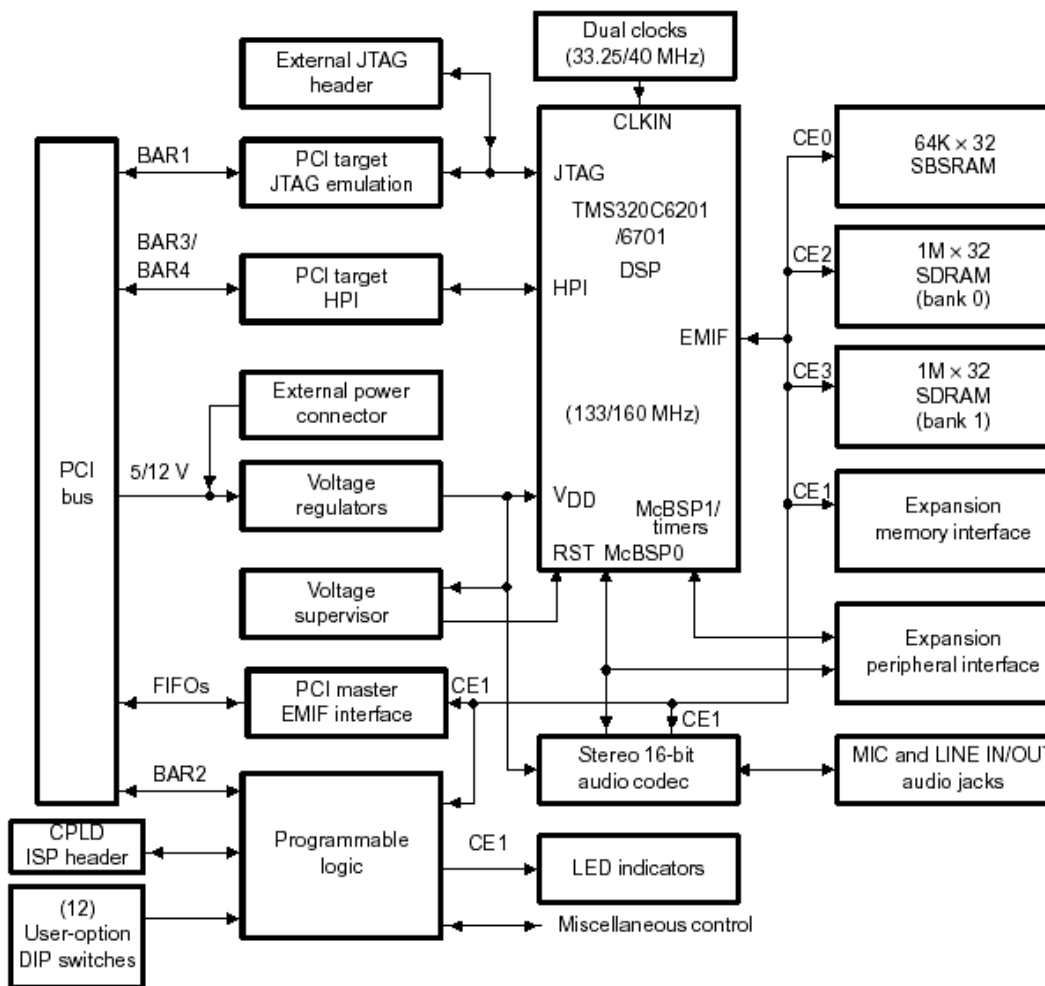 Dual clocks
(33.25/40 MHz)
External JTAG
header
CLKIN
CE0
64K × 32
SBSRAM
BAR1
PCI target
JTAG emulation
JTAG
TMS320C6201
/6701
DSP
BAR3/
BAR4
PCI target
HPI
HPI
CE2
1M × 32
SDRAM
(bank 0)
EMIF
CE3
1M × 32
SDRAM
(bank 1)
External power
connector
(133/160 MHz)
PCI
bus
5/12 V
Voltage
regulators
VDD
McBSP1/
timers
RST McBSP0
CE1
Expansion
memory interface
Voltage
supervisor
Expansion
peripheral interface
FIFOs
PCI master
EMIF interface
CE1
CE1
Stereo 16-bit
audio codec
MIC and LINE IN/OUT
audio jacks
BAR2
Programmable
logic
CPLD
ISP header
CE1
LED indicators
(12)
User-option
DIP switches
Miscellaneous control